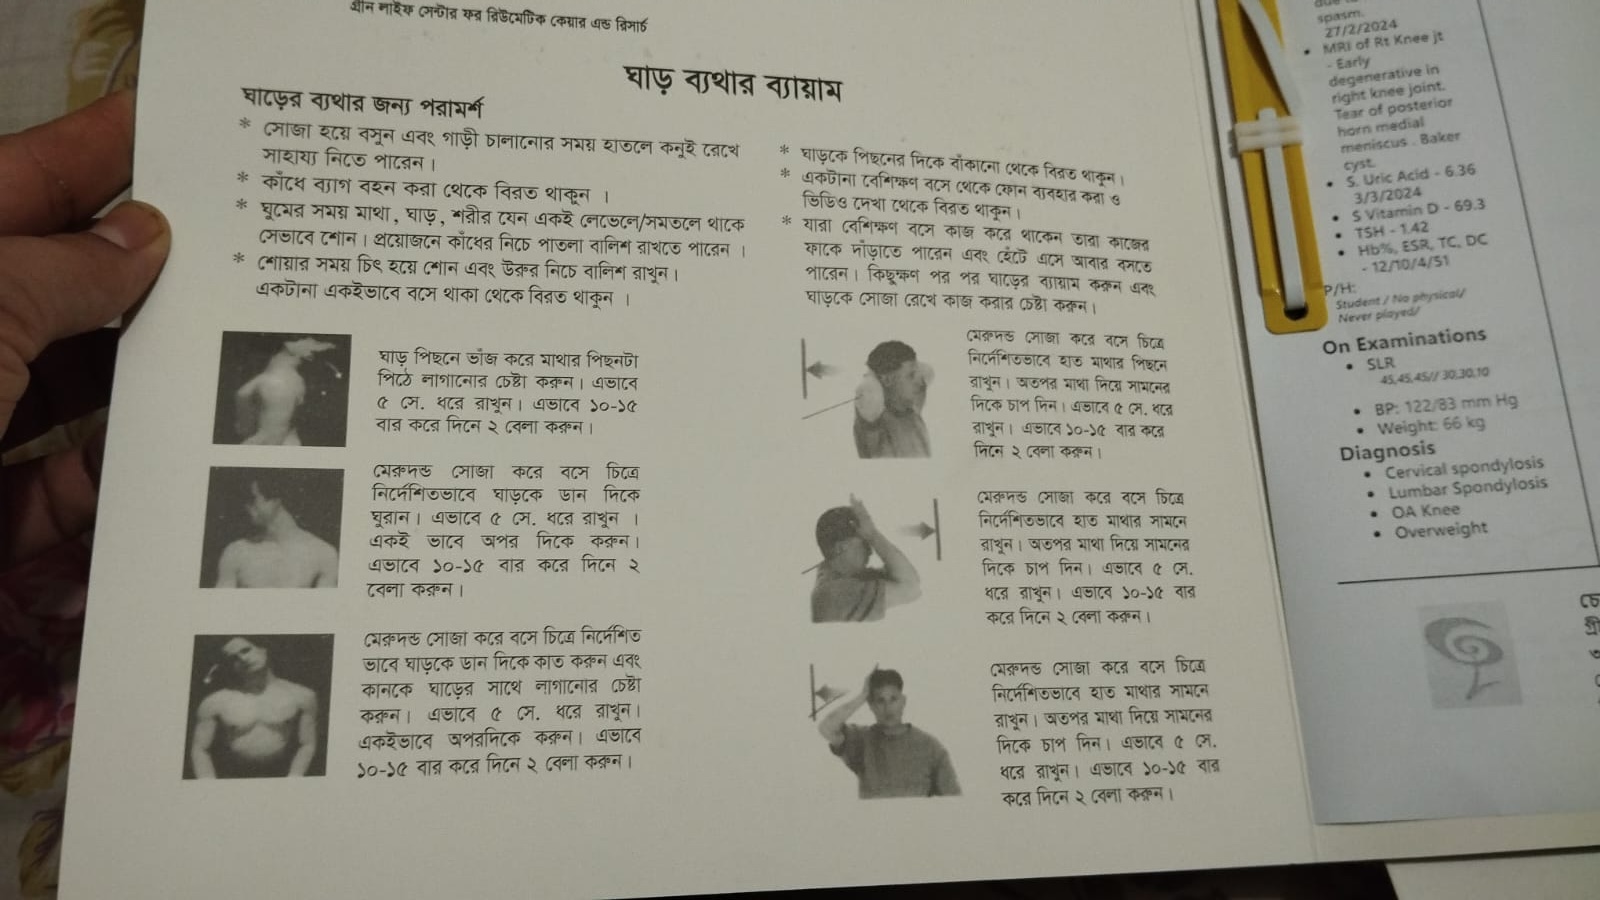 গ্রীন লাইফ সেন্টার ফর রিউমেটিক কেয়ার এন্ড রিসার্চ
ঘাড় ব্যথার ব্যায়াম
ঘাড়ের ব্যথার জন্য পরামর্শ
* সোজা হয়ে বসুন এবং গাড়ী চালানোর সময় হাতলে কনুই রেখে
সাহায্য নিতে পারেন।
* কাঁধে ব্যাগ বহন করা থেকে বিরত থাকুন ।
* ঘুমের সময় মাথা, ঘাড়, শরীর যেন একই লেভেলে/সমতলে থাকে
সেভাবে শোন। প্রয়োজনে কাঁধের নিচে পাতলা বালিশ রাখতে পারেন ।
* শোয়ার সময় চিৎ হয়ে শোন এবং উরুর নিচে বালিশ রাখুন।
একটানা একইভাবে বসে থাকা থেকে বিরত থাকুন ।
* ঘাড়কে পিছনের দিকে বাঁকানো থেকে বিরত থাকুন।
* একটানা বেশিক্ষণ বসে থেকে ফোন ব্যবহার করা ও
ভিডিও দেখা থেকে বিরত থাকুন।
* যারা বেশিক্ষণ বসে কাজ করে থাকেন তারা কাজের
ফাকে দাঁড়াতে পারেন এবং হেঁটে এসে আবার বসতে
পারেন। কিছুক্ষণ পর পর ঘাড়ের ব্যায়াম করুন এবং
ঘাড়কে সোজা রেখে কাজ করার চেষ্টা করুন।
ঘাড় পিছনে ভাঁজ করে মাথার পিছনটা
পিঠে লাগানোর চেষ্টা করুন। এভাবে
৫ সে. ধরে রাখুন। এভাবে ১০-১৫
বার করে দিনে ২ বেলা করুন।
মেরুদন্ড সোজা করে বসে চিত্রে
নির্দেশিতভাবে ঘাড়কে ডান দিকে
ঘুরান। এভাবে ৫ সে. ধরে রাখুন ।
একই ভাবে অপর দিকে করুন।
এভাবে ১০-১৫ বার করে দিনে ২
বেলা করুন।
মেরুদন্ড সোজা করে বসে চিত্রে নির্দেশিত
ভাবে ঘাড়কে ডান দিকে কাত করুন এবং
কানকে ঘাড়ের সাথে লাগানোর চেষ্টা
করুন। এভাবে ৫ সে. ধরে রাখুন।
একইভাবে অপরদিকে করুন। এভাবে
১০-১৫ বার করে দিনে ২ বেলা করুন।
মেরুদন্ড সোজা করে বসে চিত্রে
নির্দেশিতভাবে হাত মাথার পিছনে
রাখুন। অতপর মাথা দিয়ে সামনের
দিকে চাপ দিন। এভাবে ৫ সে. ধরে
রাখুন। এভাবে ১০-১৫ বার করে
দিনে ২ বেলা করুন।
মেরুদন্ড সোজা করে বসে চিত্রে
নির্দেশিতভাবে হাত মাথার সামনে
রাখুন। অতপর মাথা দিয়ে সামনের
দিকে চাপ দিন। এভাবে ৫ সে.
ধরে রাখুন। এভাবে ১০-১৫ বার
করে দিনে ২ বেলা করুন।
মেরুদন্ড সোজা করে বসে চিত্রে
নির্দেশিতভাবে হাত মাথার সামনে
রাখুন। অতপর মাথা দিয়ে সামনের
দিকে চাপ দিন। এভাবে ৫ সে.
ধরে রাখুন। এভাবে ১০-১৫ বার
করে দিনে ২ বেলা করুন।
spasm.
27/2/2024
• MRI of Rt Knee jt
- Early
degenerative in
right knee joint.
Tear of posterior
horn medial
meniscus . Baker
cyst.
• S. Uric Acid - 6.36
3/3/2024
• S Vitamin D - 69.3
• TSH - 1.42
• Hb%, ESR, TC, DC
- 12/10/4/51
P/H:
Student / No physical/
Never played/
On Examinations
• SLR
45,45,45// 30,30,10
• BP: 122/83 mm Hg
• Weight: 66 kg
Diagnosis
• Cervical spondylosis
• Lumbar Spondylosis
• OA Knee
• Overweight